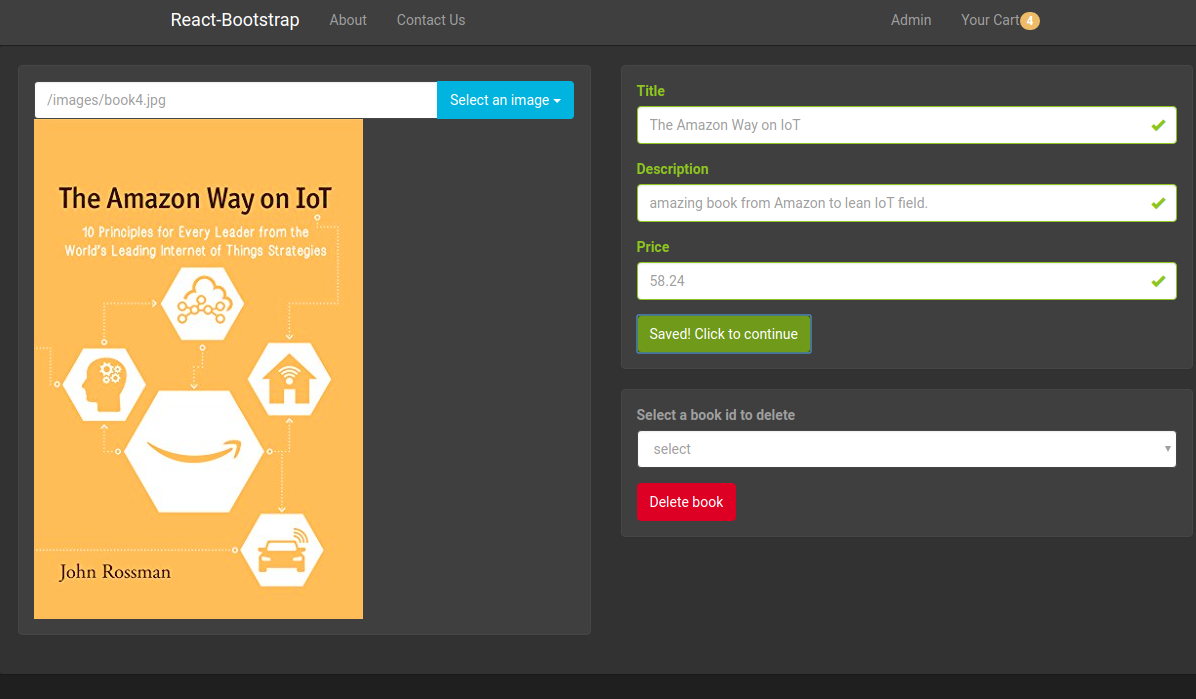 React-Bootstrap About Contact Us Admin Your Cart 4
/images/book4.jpg Select an image
The Amazon Way on IoT
10 Principles for Every Leader from the
World's Leading Internet of Things Strategies
John Rossman
Title
The Amazon Way on IoT
Description
amazing book from Amazon to lean IoT field.
Price
58.24
Saved! Click to continue
Select a book id to delete
select
Delete book